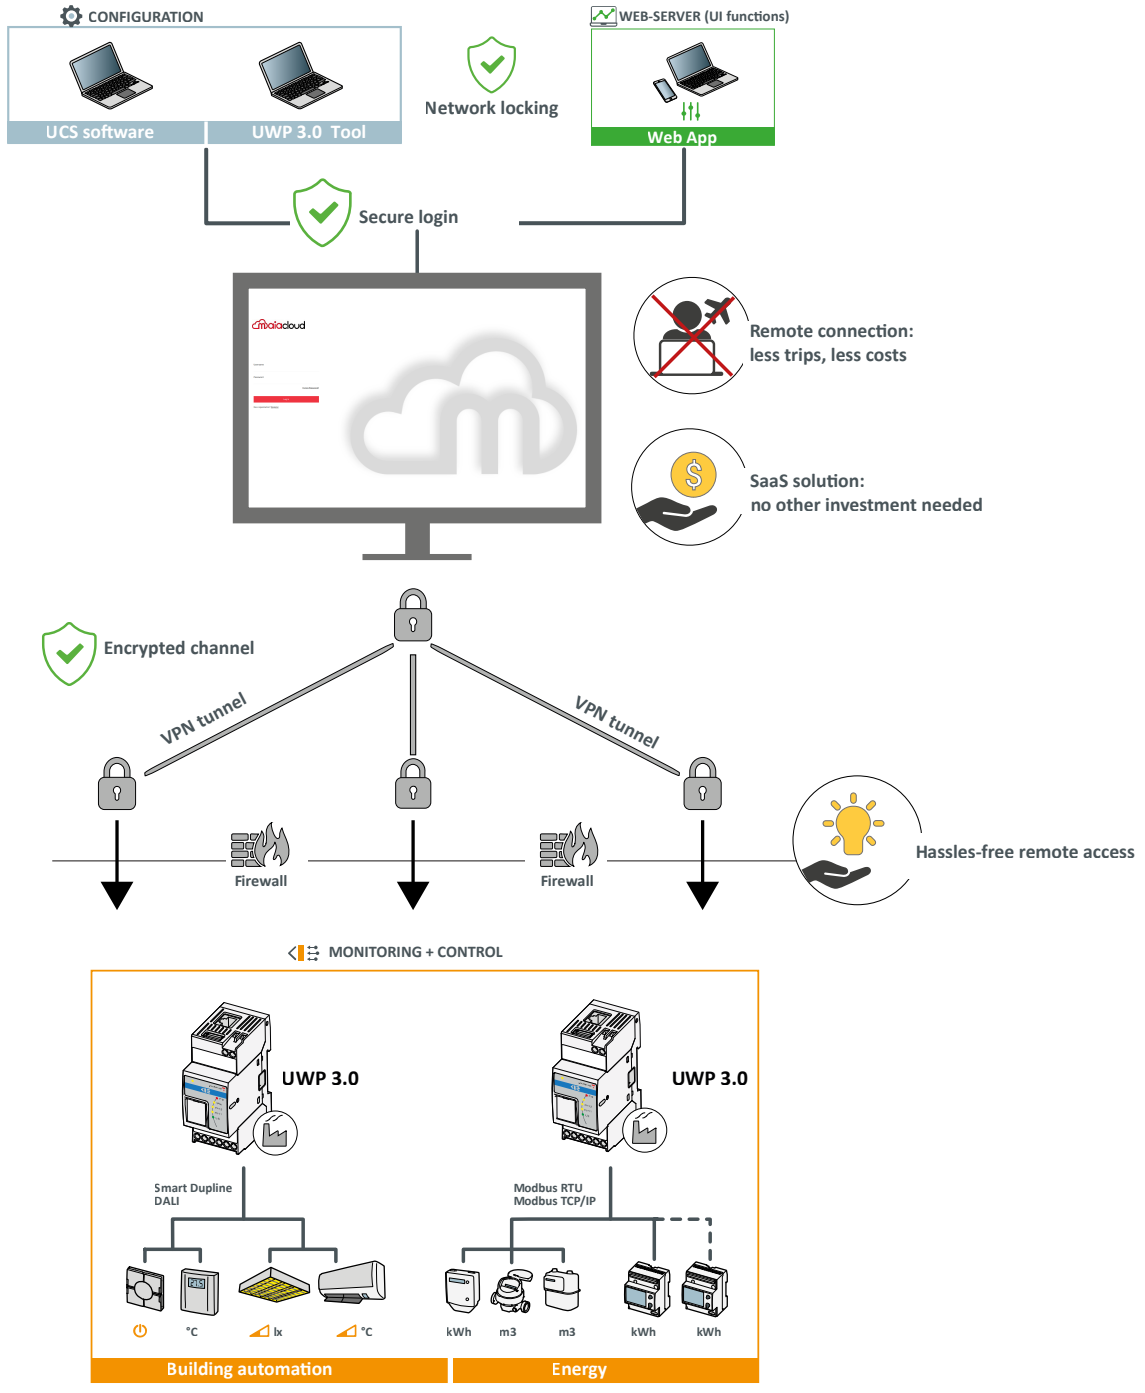 CONFIGURATION
WEB-SERVER (UI functions)
UCS software
UWP 3.0 Tool
Network locking
Web App
Secure login
maiacloud
Remote connection:
less trips, less costs
SaaS solution:
no other investment needed
Encrypted channel
VPN tunnel
VPN tunnel
Firewall
Firewall
Hassles-free remote access
MONITORING + CONTROL
UWP 3.0
UWP 3.0
Smart Dupline
DALI
Modbus RTU
Modbus TCP/IP
°C
lx
°C
kWh
m3
m3
kWh
kWh
Building automation
Energy